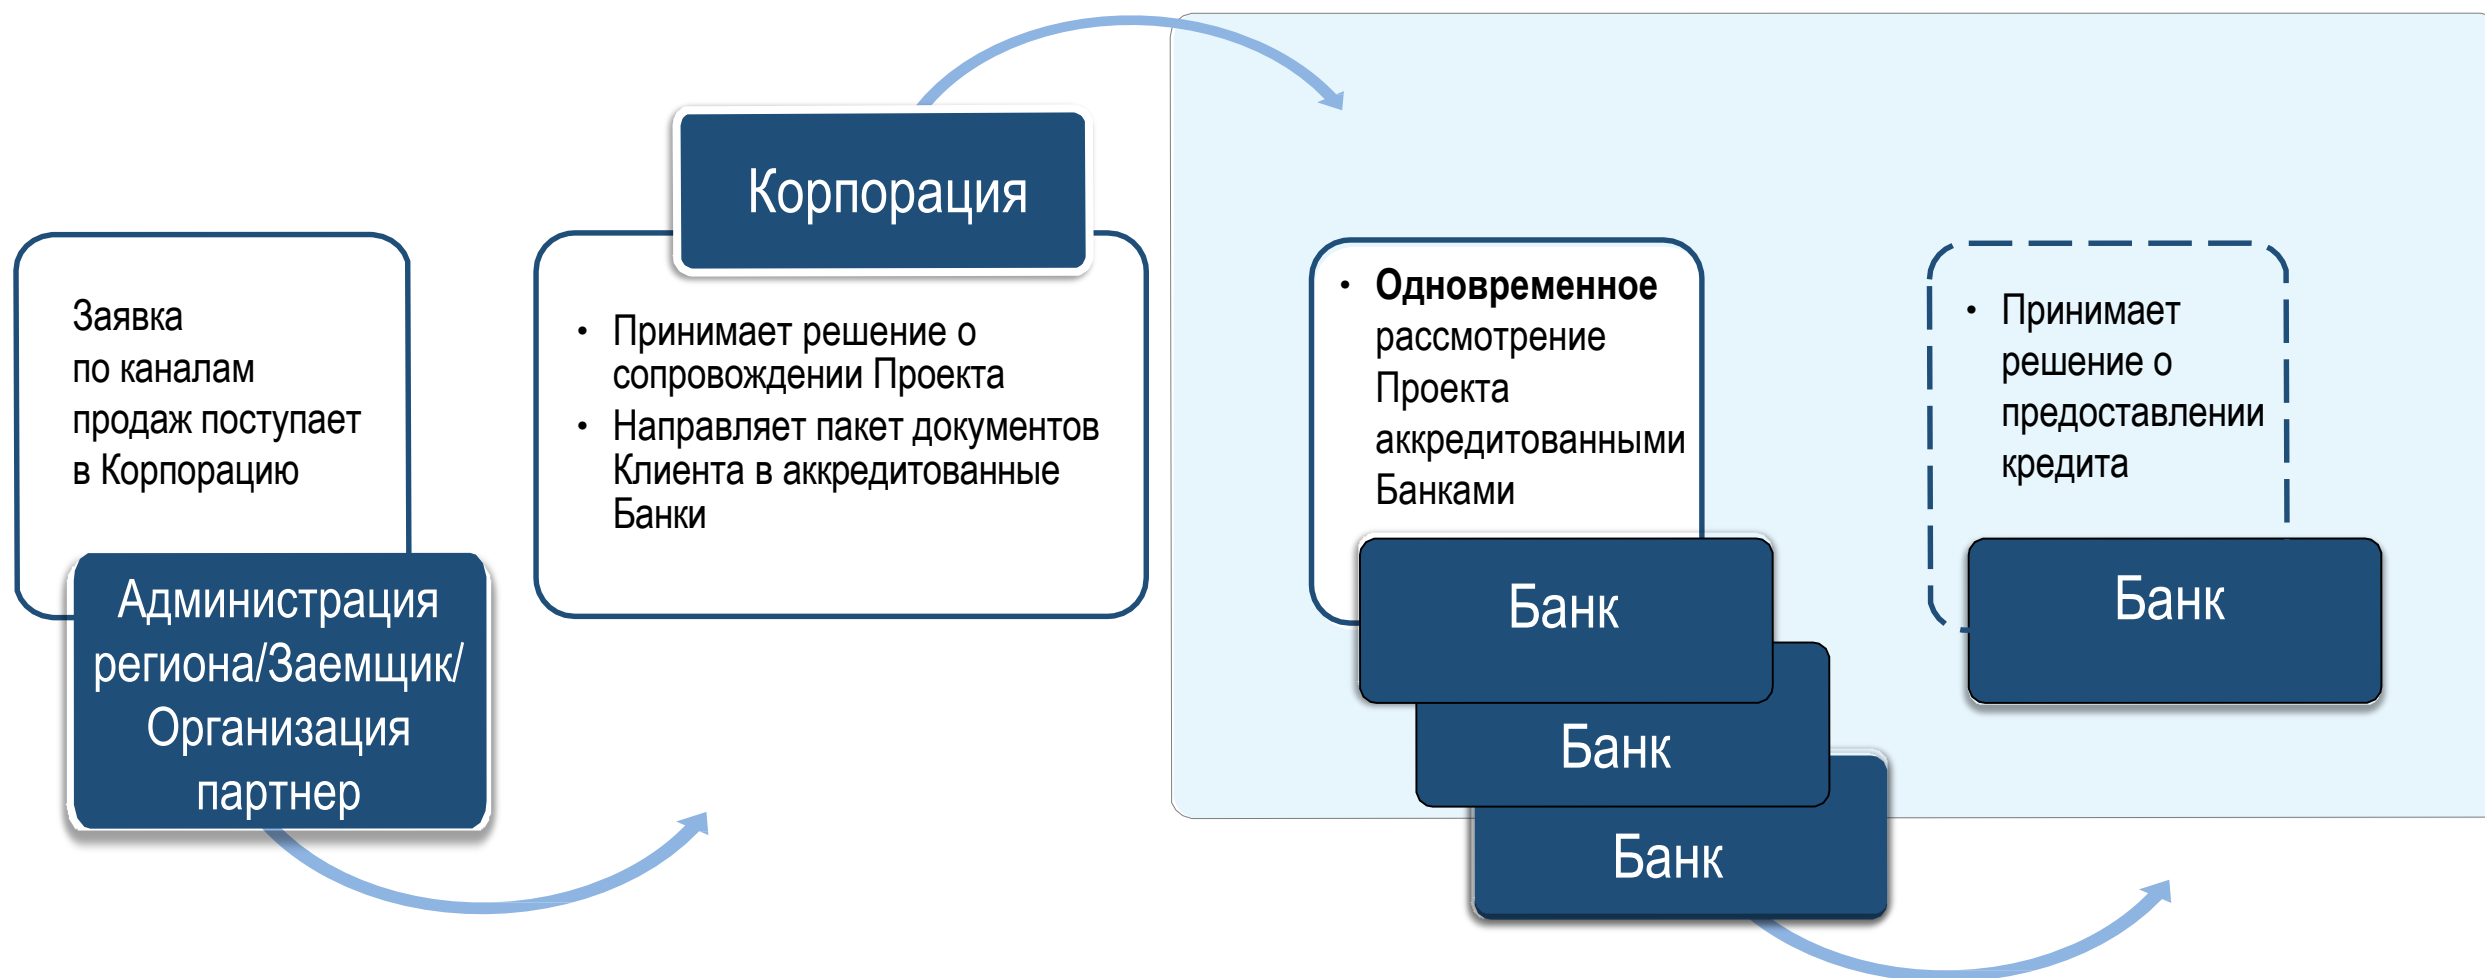 Заявка
по каналам
продаж поступает
в Корпорацию
Администрация
региона/Заемщик/
Организация
партнер
Корпорация
• Принимает решение о
сопровождении Проекта
• Направляет пакет документов
Клиента в аккредитованные
Банки
• Одновременное
рассмотрение
Проекта
аккредитованными
Банками
Банк
Банк
Банк
• Принимает
решение о
предоставлении
кредита
Банк